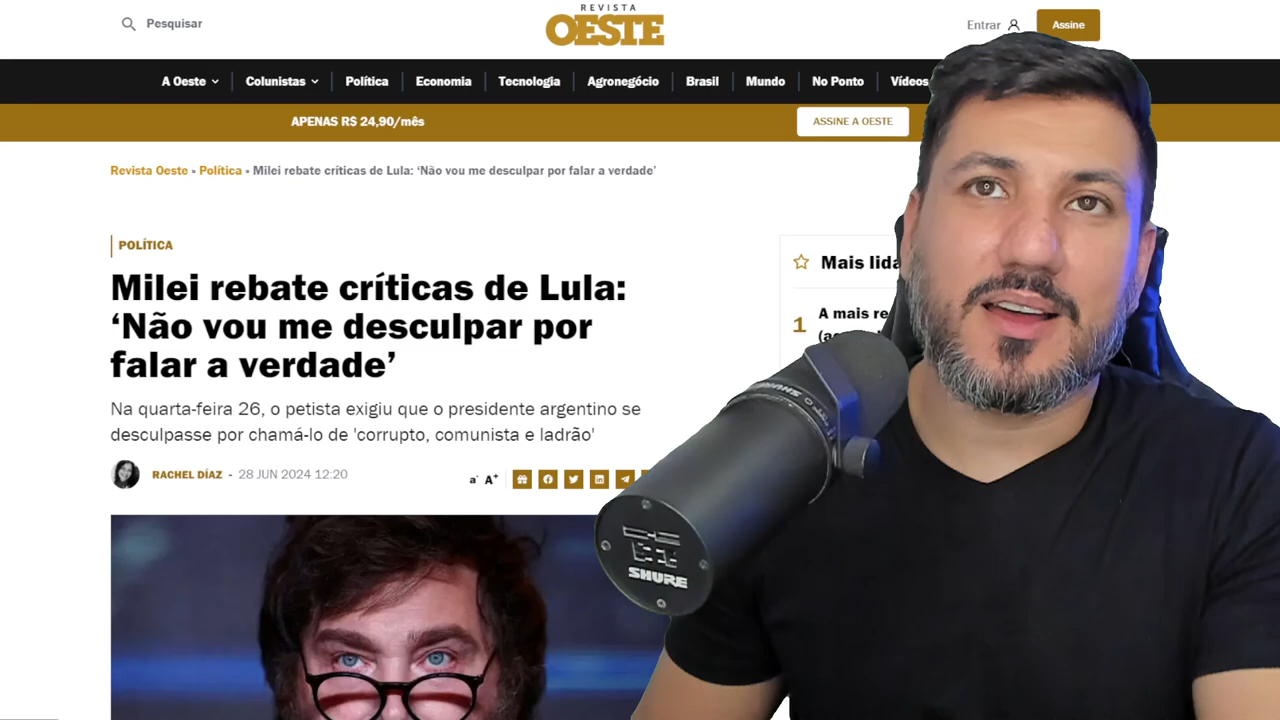 Pesquisar
REVISTA
OESTE
Entrar
Assine
A Oeste
Colunistas
Política
Economia
Tecnologia
Agronegócio
Brasil
Mundo
No Ponto
Vídeos
APENAS R$ 24,90/mês
ASSINE A OESTE
Revista Oeste » Política » Milei rebate críticas de Lula: ‘Não vou me desculpar por falar a verdade’
POLÍTICA
Milei rebate críticas de Lula:
‘Não vou me desculpar por
falar a verdade’
Na quarta-feira 26, o petista exigiu que o presidente argentino se
desculpasse por chamá-lo de 'corrupto, comunista e ladrão'
RACHEL DÍAZ - 28 JUN 2024 12:20
a- A+
Mais lida
1
A mais re
SHURE
SHURE